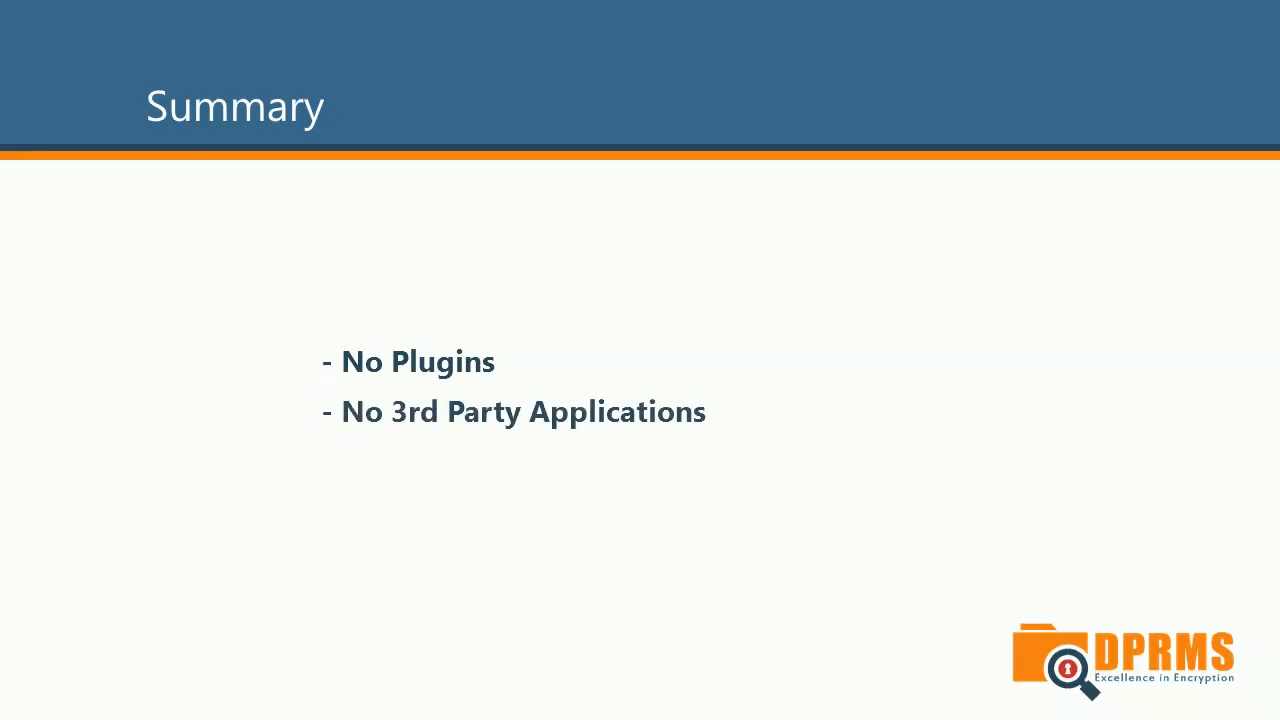 Summary
- No Plugins
- No 3rd Party Applications
DPRMS
Excellence in Encryption